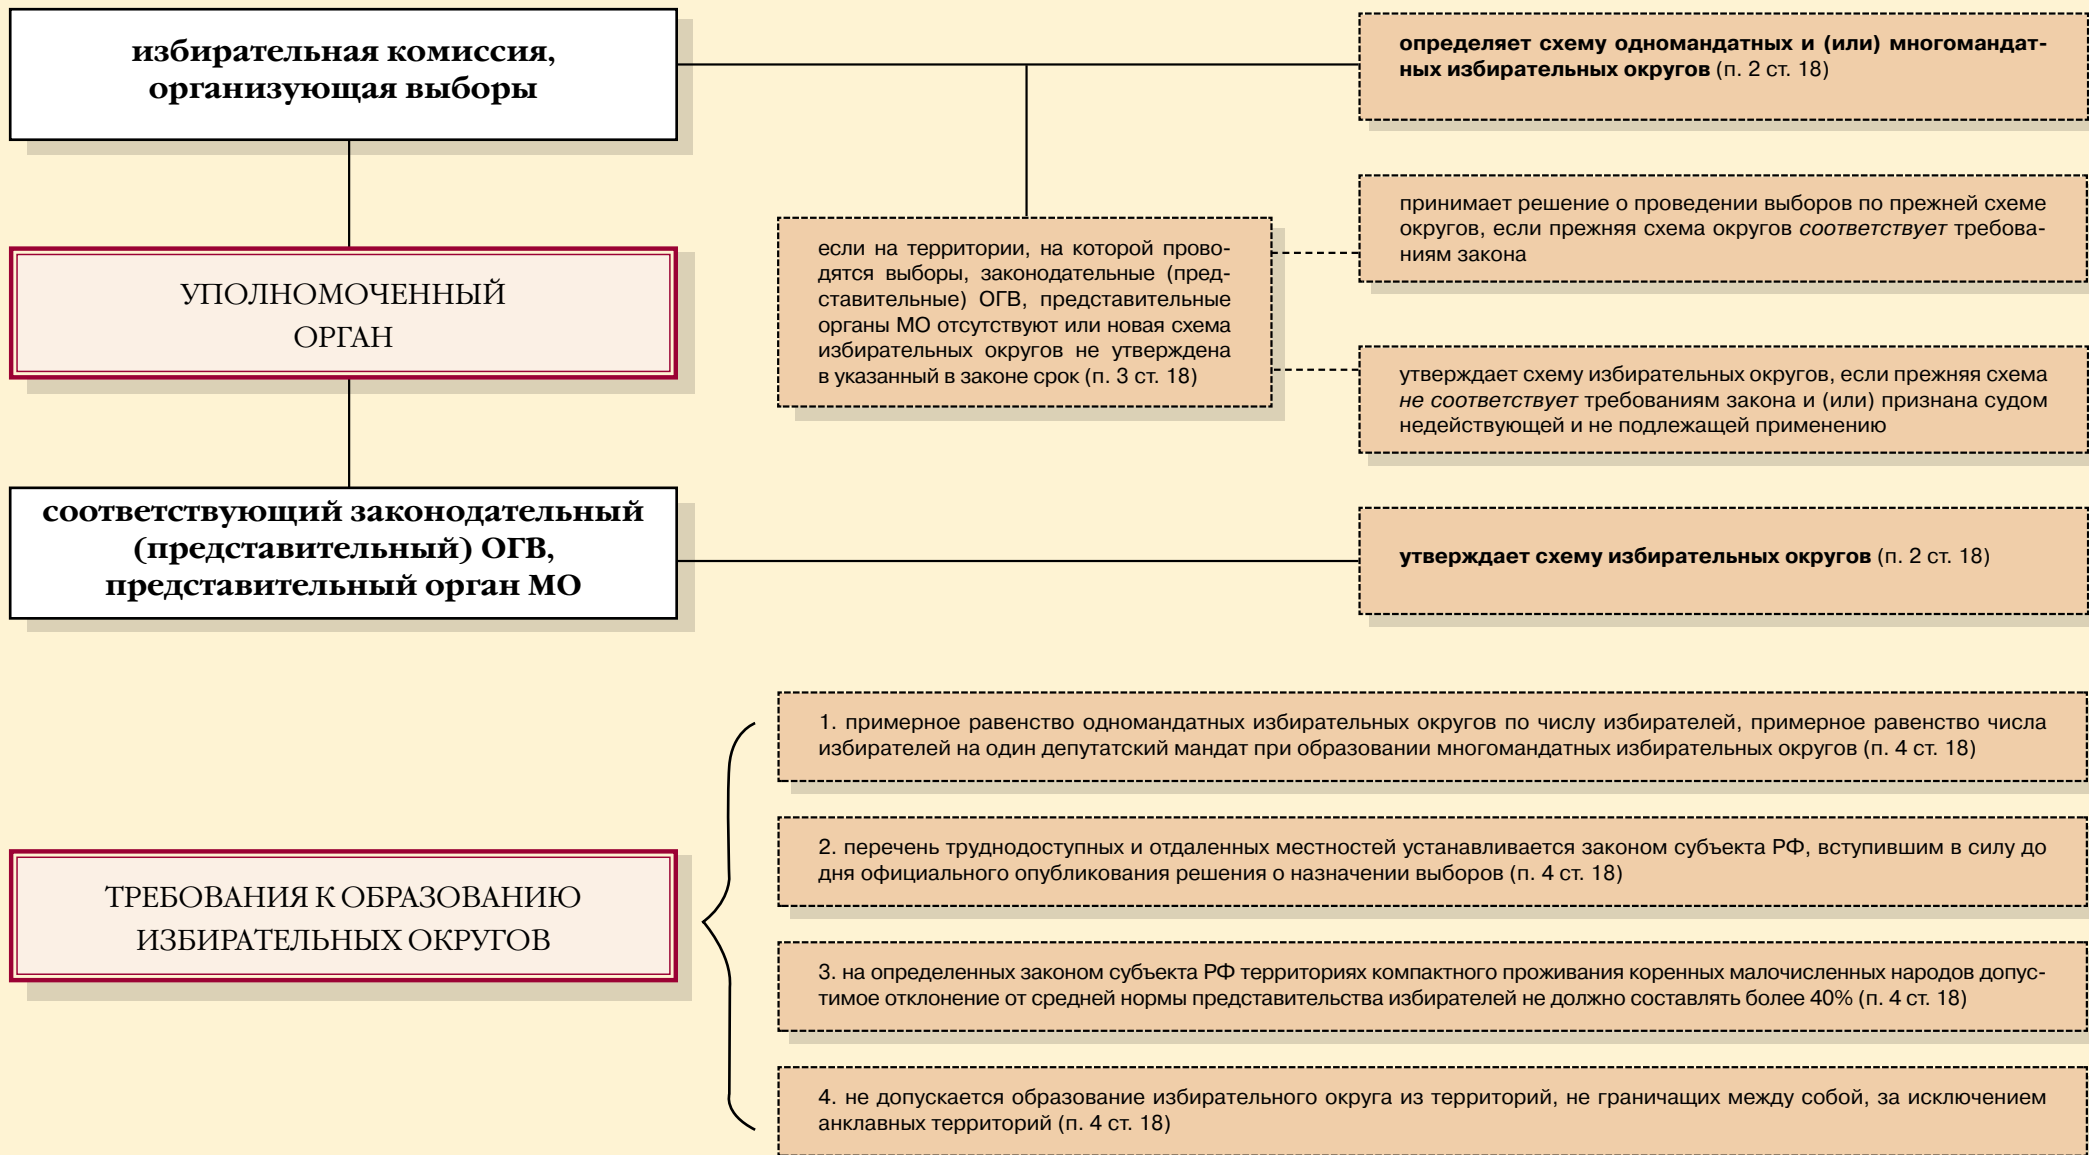 избирательная комиссия,
организующая выборы
определяет схему одномандатных и (или) многомандат-
ных избирательных округов (п. 2 ст. 18)
УПОЛНОМОЧЕННЫЙ
ОРГАН
если на территории, на которой прово-
дятся выборы, законодательные (пред-
ставительные) ОГВ, представительные
органы МО отсутствуют или новая схема
избирательных округов не утверждена
в указанный в законе срок (п. 3 ст. 18)
принимает решение о проведении выборов по прежней схеме
округов, если прежняя схема округов соответствует требова-
ниям закона
утверждает схему избирательных округов, если прежняя схема
не соответствует требованиям закона и (или) признана судом
недействующей и не подлежащей применению
соответствующий законодательный
(представительный) ОГВ,
представительный орган МО
утверждает схему избирательных округов (п. 2 ст. 18)
ТРЕБОВАНИЯ К ОБРАЗОВАНИЮ
ИЗБИРАТЕЛЬНЫХ ОКРУГОВ
1. примерное равенство одномандатных избирательных округов по числу избирателей, примерное равенство числа
избирателей на один депутатский мандат при образовании многомандатных избирательных округов (п. 4 ст. 18)
2. перечень труднодоступных и отдаленных местностей устанавливается законом субъекта РФ, вступившим в силу до
дня официального опубликования решения о назначении выборов (п. 4 ст. 18)
3. на определенных законом субъекта РФ территориях компактного проживания коренных малочисленных народов допус-
тимое отклонение от средней нормы представительства избирателей не должно составлять более 40% (п. 4 ст. 18)
4. не допускается образование избирательного округа из территорий, не граничащих между собой, за исключением
анклавных территорий (п. 4 ст. 18)